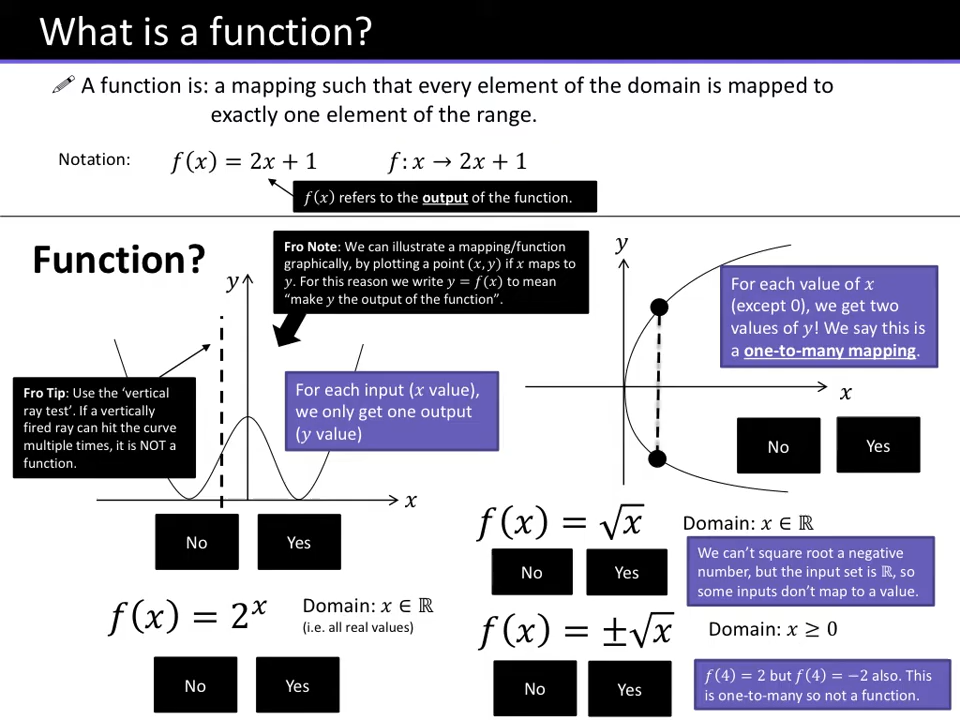 What is a function?
A function is: a mapping such that every element of the domain is mapped to
exactly one element of the range.
Notation: f(x) = 2x + 1 f: x → 2x + 1
f(x) refers to the output of the function.
Function?
Fro Note: We can illustrate a mapping/function
graphically, by plotting a point (x, y) if x maps to
y. For this reason we write y = f(x) to mean
“make y the output of the function”.
y
Fro Tip: Use the ‘vertical
ray test’. If a vertically
fired ray can hit the curve
multiple times, it is NOT a
function.
For each input (x value),
we only get one output
(y value)
x
No Yes
y
For each value of x
(except 0), we get two
values of y! We say this is
a one-to-many mapping.
x
No Yes
f(x) = 2ˣ Domain: x ∈ ℝ
(i.e. all real values)
No Yes
f(x) = √x Domain: x ∈ ℝ
No Yes
We can’t square root a negative
number, but the input set is ℝ, so
some inputs don’t map to a value.
f(x) = ±√x Domain: x ≥ 0
No Yes
f(4) = 2 but f(4) = −2 also. This
is one-to-many so not a function.